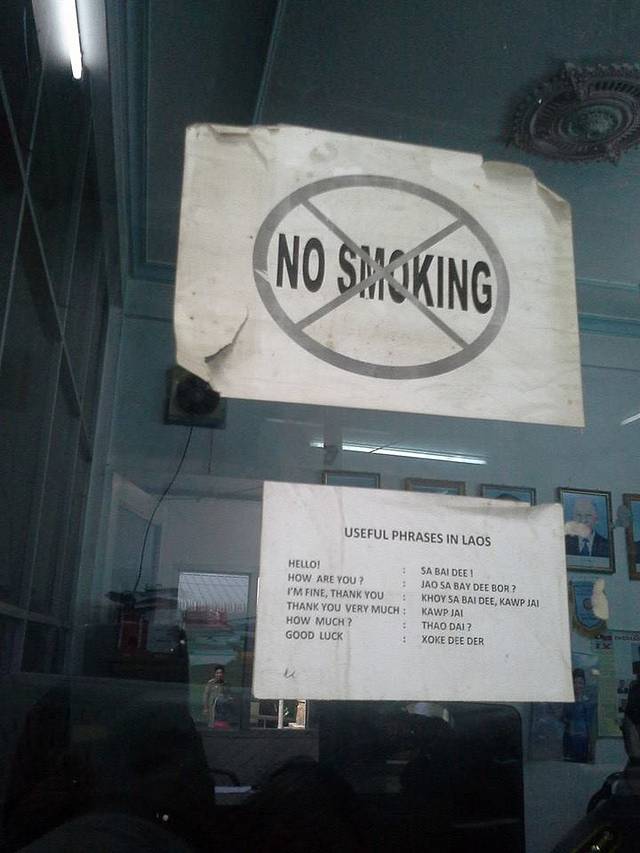 NO SMOKING
USEFUL PHRASES IN LAOS
HELLO! : SA BAI DEE !
HOW ARE YOU ? : JAO SA BAY DEE BOR ?
I'M FINE, THANK YOU : KHOY SA BAI DEE, KAWP JAI
THANK YOU VERY MUCH : KAWP JAI
HOW MUCH ? : THAO DAI ?
GOOD LUCK : XOKE DEE DER